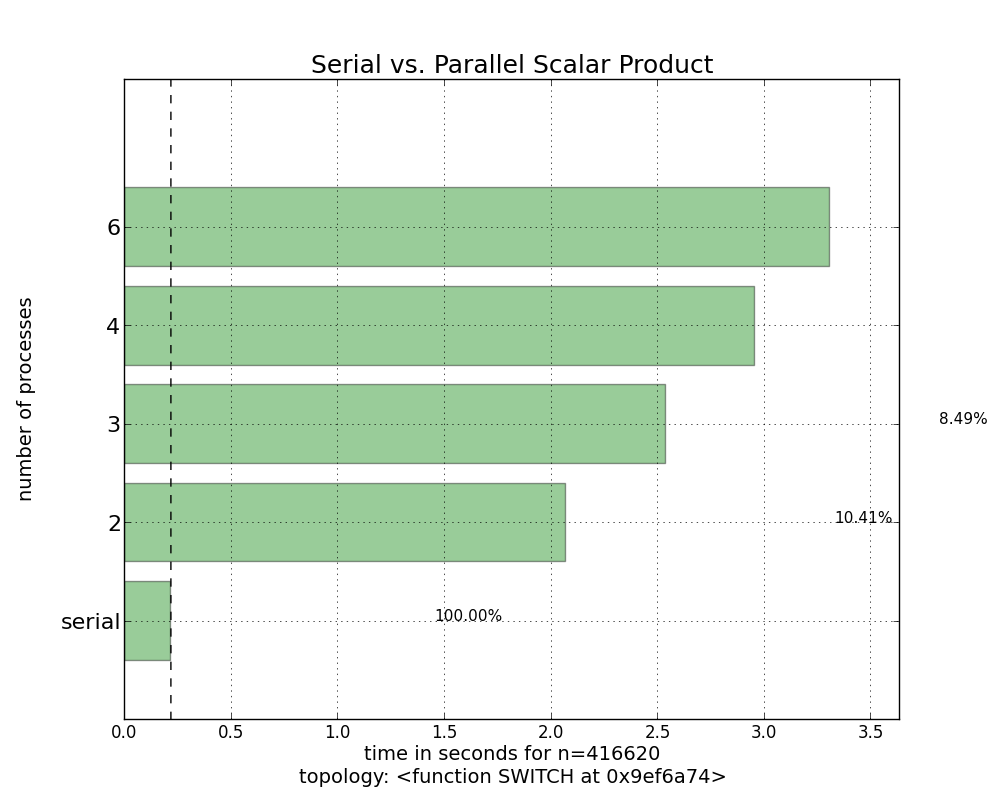 Serial vs. Parallel Scalar Product
number of processes
6
4
3
8.49%
2
10.41%
serial
100.00%
0.0 0.5 1.0 1.5 2.0 2.5 3.0 3.5
time in seconds for n=416620
topology: <function SWITCH at 0x9ef6a74>